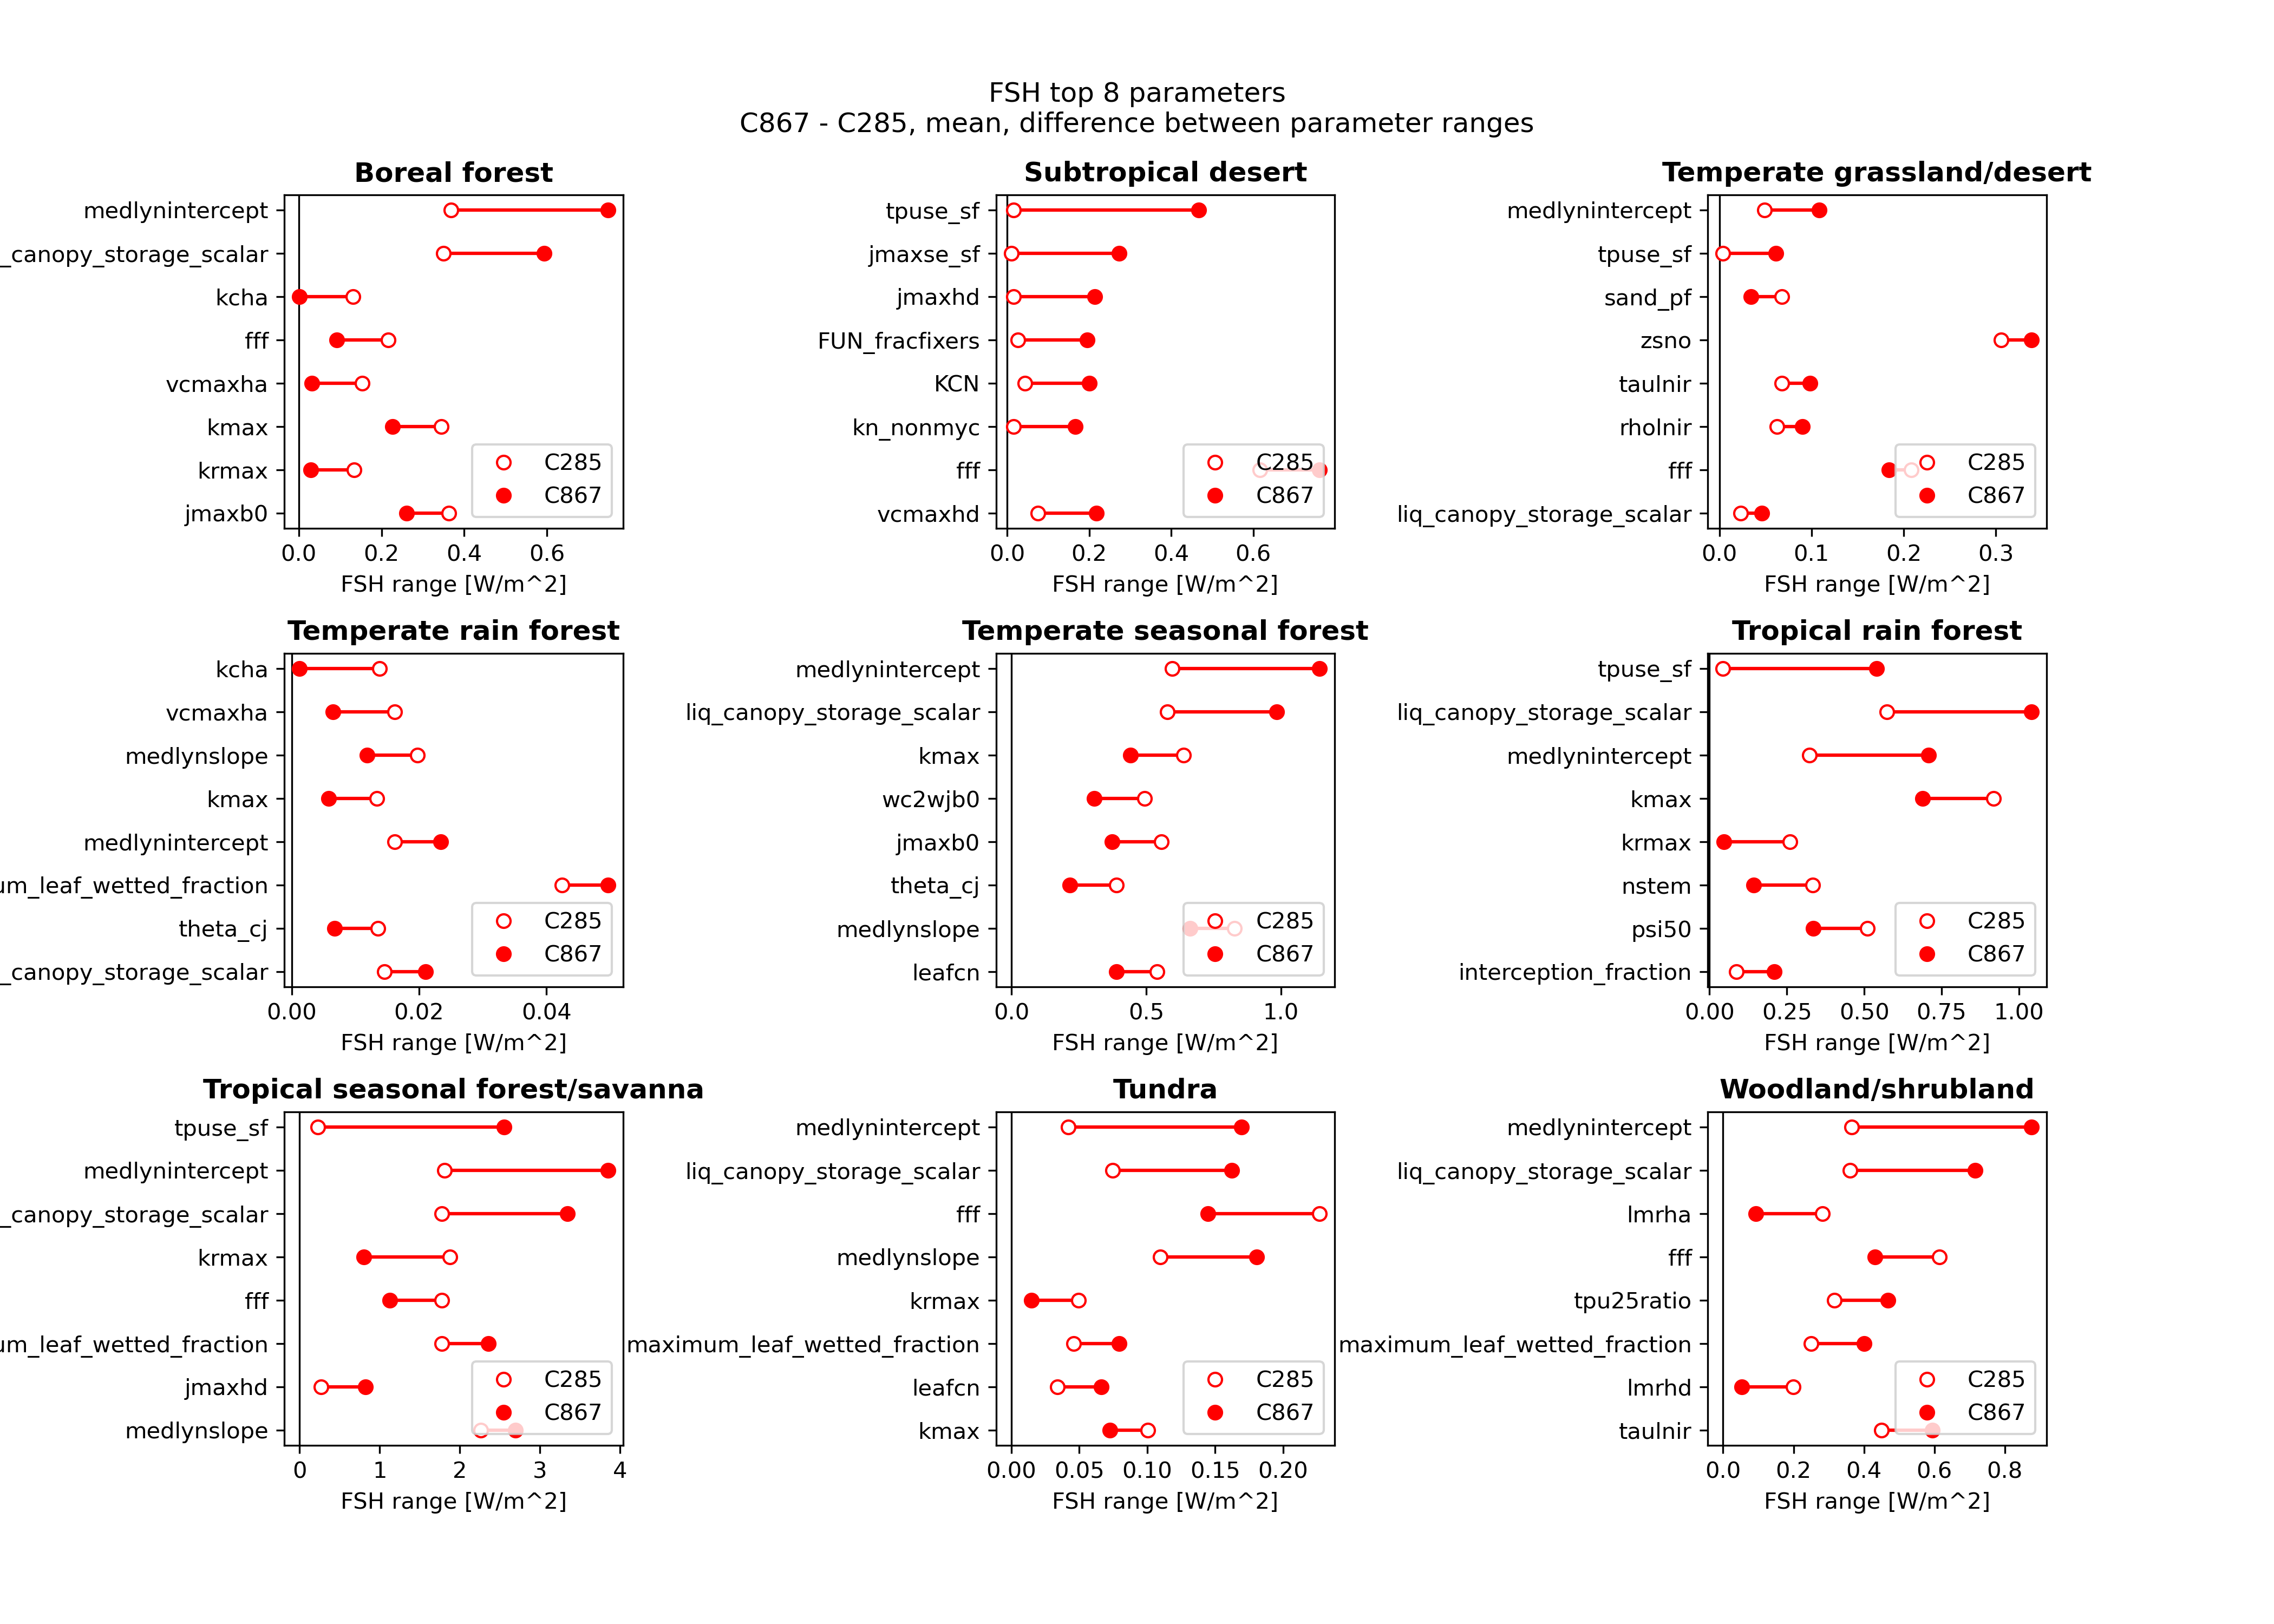 FSH top 8 parameters
C867 - C285, mean, difference between parameter ranges
Boreal forest
medlynintercept
_canopy_storage_scalar
kcha
fff
vcmaxha
kmax
krmax
jmaxb0
C285
C867
0.0 0.2 0.4 0.6
FSH range [W/m^2]
Subtropical desert
tpuse_sf
jmaxse_sf
jmaxhd
FUN_fracfixers
KCN
kn_nonmyc
fff
vcmaxhd
C285
C867
0.0 0.2 0.4 0.6
FSH range [W/m^2]
Temperate grassland/desert
medlynintercept
tpuse_sf
sand_pf
zsno
taulnir
rholnir
fff
liq_canopy_storage_scalar
C285
C867
0.0 0.1 0.2 0.3
FSH range [W/m^2]
Temperate rain forest
kcha
vcmaxha
medlynslope
kmax
medlynintercept
um_leaf_wetted_fraction
theta_cj
_canopy_storage_scalar
C285
C867
0.00 0.02 0.04
FSH range [W/m^2]
Temperate seasonal forest
medlynintercept
liq_canopy_storage_scalar
kmax
wc2wjb0
jmaxb0
theta_cj
medlynslope
leafcn
C285
C867
0.0 0.5 1.0
FSH range [W/m^2]
Tropical rain forest
tpuse_sf
liq_canopy_storage_scalar
medlynintercept
kmax
krmax
nstem
psi50
interception_fraction
C285
C867
0.00 0.25 0.50 0.75 1.00
FSH range [W/m^2]
Tropical seasonal forest/savanna
tpuse_sf
medlynintercept
_canopy_storage_scalar
krmax
fff
um_leaf_wetted_fraction
jmaxhd
medlynslope
C285
C867
0 1 2 3 4
FSH range [W/m^2]
Tundra
medlynintercept
liq_canopy_storage_scalar
fff
medlynslope
krmax
maximum_leaf_wetted_fraction
leafcn
kmax
C285
C867
0.00 0.05 0.10 0.15 0.20
FSH range [W/m^2]
Woodland/shrubland
medlynintercept
liq_canopy_storage_scalar
lmrha
fff
tpu25ratio
maximum_leaf_wetted_fraction
lmrhd
taulnir
C285
C867
0.0 0.2 0.4 0.6 0.8
FSH range [W/m^2]